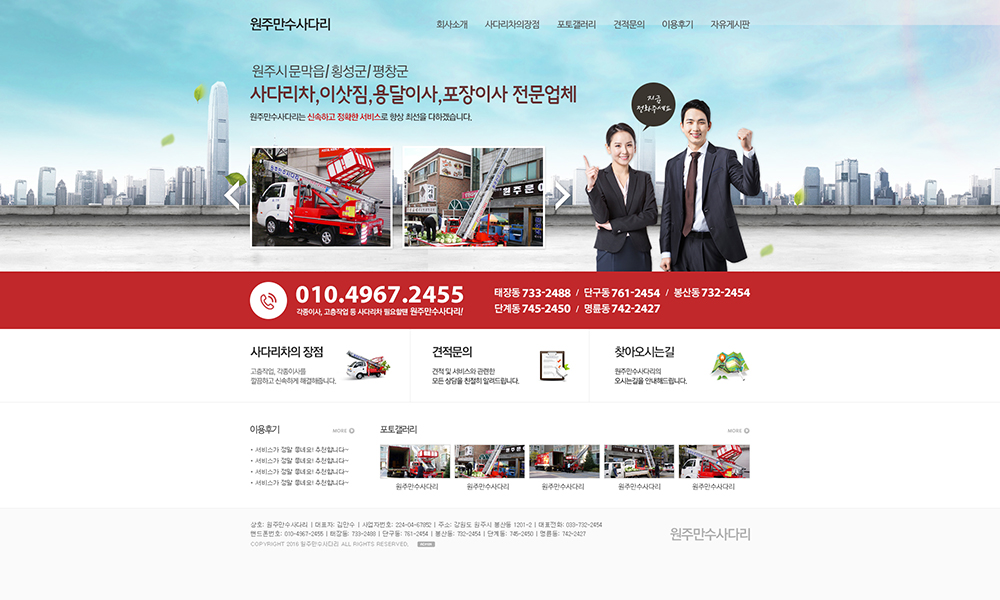 원주만수사다리
회사소개 사다리차의장점 포토갤러리 견적문의 이용후기 자유게시판
원주시 문막읍/횡성군/평창군
사다리차,이삿짐,용달이사,포장이사 전문업체
원주만수사다리는 신속하고 정확한 서비스로 항상 최선을 다하겠습니다.
지금
전화주세요
010.4967.2455
각종이사, 고층작업 등 사다리차 필요할땐 원주만수사다리!
태장동 733-2488 / 단구동 761-2454 / 봉산동 732-2454
단계동 745-2450 / 명륜동 742-2427
사다리차의 장점
고층작업, 각종이사를
깔끔하고 신속하게 해결해줍니다.
견적문의
견적 및 서비스와 관련한
모든 상담을 친절히 알려드립니다.
찾아오시는길
원주만수사다리의
오시는길을 안내해드립니다.
이용후기 MORE
서비스가 정말 좋네요! 추천합니다~
서비스가 정말 좋네요! 추천합니다~
서비스가 정말 좋네요! 추천합니다~
서비스가 정말 좋네요! 추천합니다~
포토갤러리 MORE
원주만수사다리 원주만수사다리 원주만수사다리 원주만수사다리 원주만수사다리
상호: 원주만수사다리 | 대표자: 김만수 | 사업자번호: 224-04-67852 | 주소: 강원도 원주시 봉산동 1201-2 | 대표전화: 033-732-2454
핸드폰번호: 010-4967-2455 | 태장동: 733-2488 | 단구동: 761-2454 | 봉산동: 732-2454 | 단계동: 745-2450 | 명륜동: 742-2427
COPYRIGHT 2016 원주만수사다리 ALL RIGHTS RESERVED.
원주만수사다리